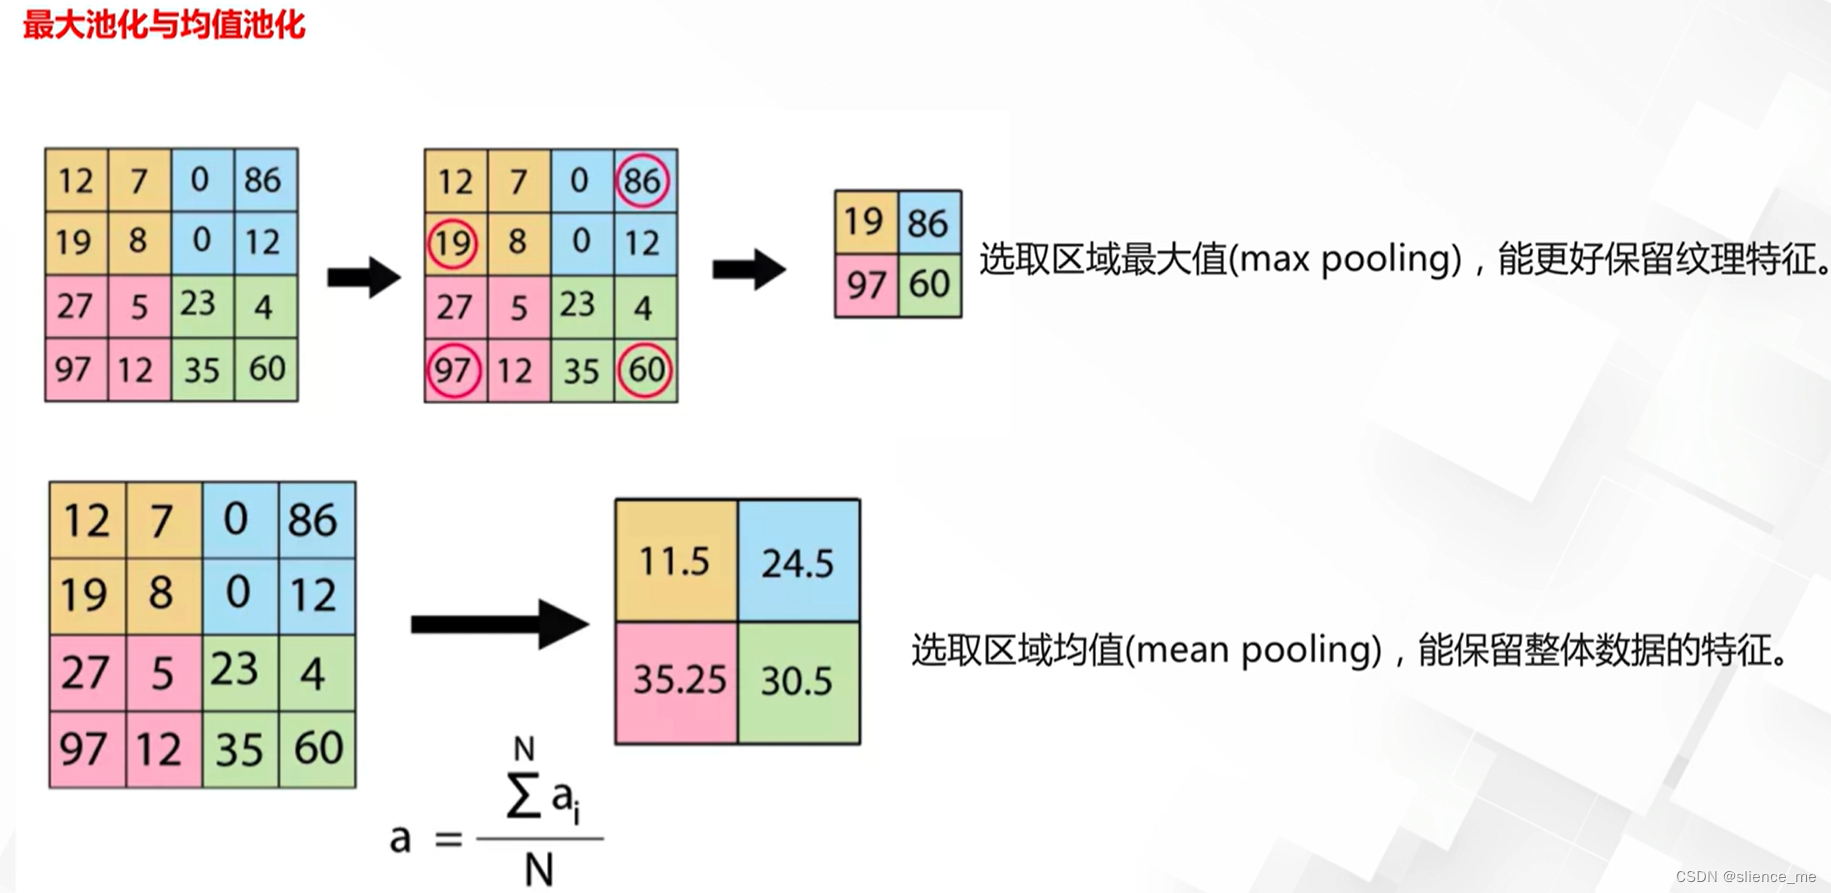 最大池化与均值池化
12 7 0 86
19 8 0 12
27 5 23 4
97 12 35 60
12 7 0 86
19 8 0 12
27 5 23 4
97 12 35 60
19 86
97 60
选取区域最大值(max pooling)，能更好保留纹理特征。
12 7 0 86
19 8 0 12
27 5 23 4
97 12 35 60
11.5 24.5
35.25 30.5
选取区域均值(mean pooling)，能保留整体数据的特征。
N
∑ ai
a =
N
CSDN @slience_me